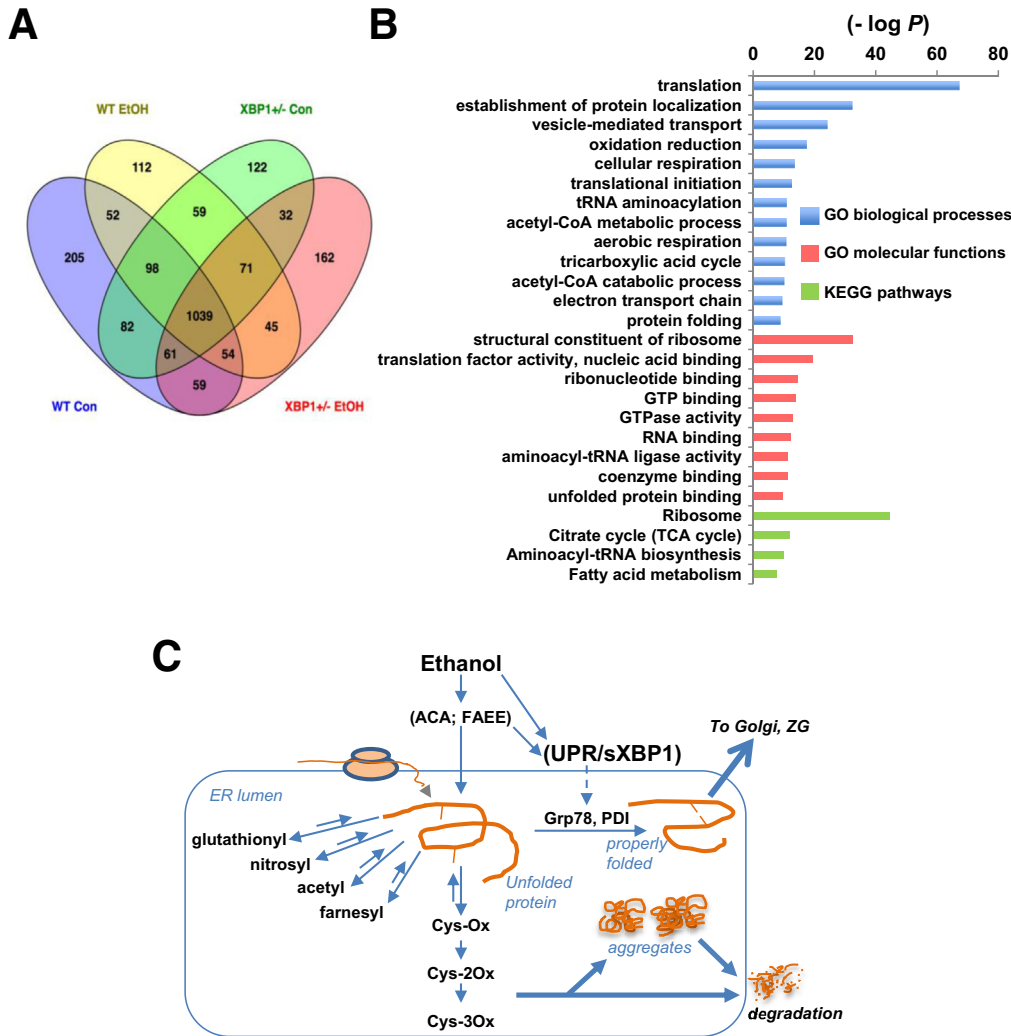 A
WT EtOH
XBP1+/- Con
112
122
52
59
32
205
98
71
162
1039
82
45
61
54
59
WT Con
XBP1+/- EtOH
B
(- log P)
0 20 40 60 80
translation
establishment of protein localization
vesicle-mediated transport
oxidation reduction
cellular respiration
translational initiation
tRNA aminoacylation
acetyl-CoA metabolic process
aerobic respiration
tricarboxylic acid cycle
acetyl-CoA catabolic process
electron transport chain
protein folding
structural constituent of ribosome
translation factor activity, nucleic acid binding
ribonucleotide binding
GTP binding
GTPase activity
RNA binding
aminoacyl-tRNA ligase activity
coenzyme binding
unfolded protein binding
Ribosome
Citrate cycle (TCA cycle)
Aminoacyl-tRNA biosynthesis
Fatty acid metabolism
GO biological processes
GO molecular functions
KEGG pathways
C
Ethanol
(ACA; FAEE)
(UPR/sXBP1)
To Golgi, ZG
ER lumen
Grp78, PDI
glutathionyl
nitrosyl
acetyl
farnesyl
properly
folded
Unfolded
protein
Cys-Ox
Cys-2Ox
Cys-3Ox
aggregates
degradation